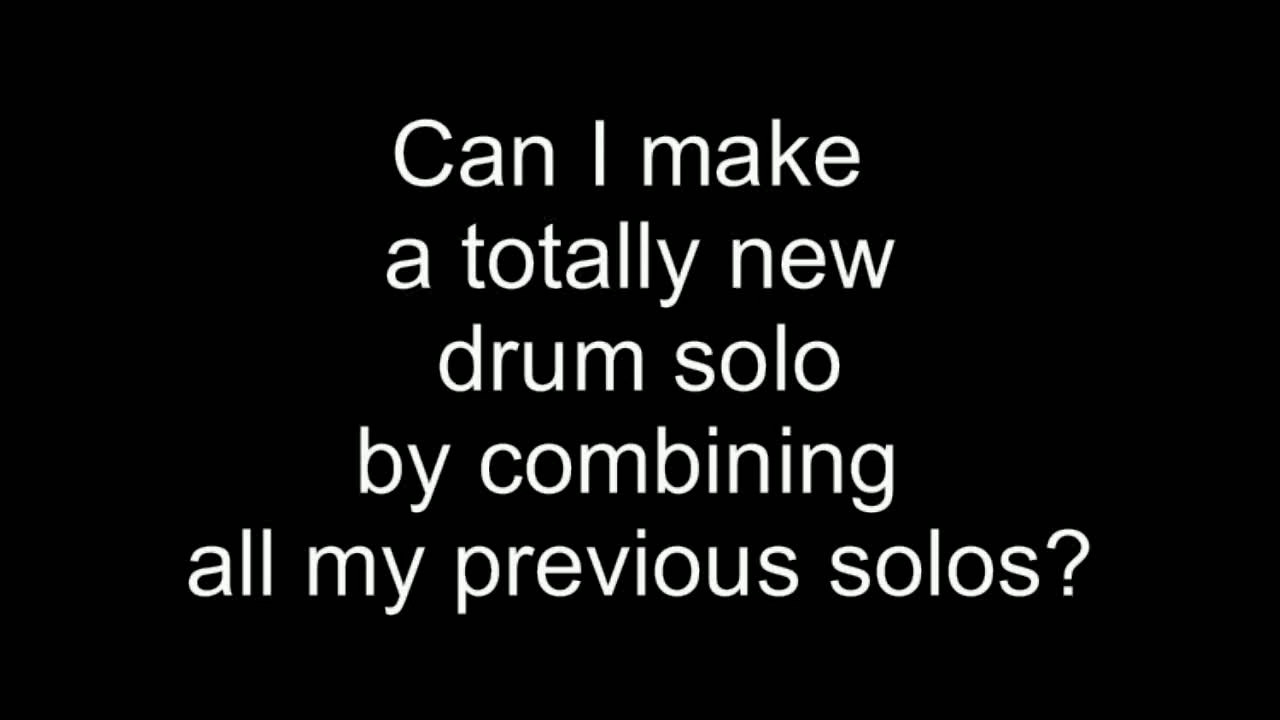 Can I make
a totally new
drum solo
by combining
all my previous solos?